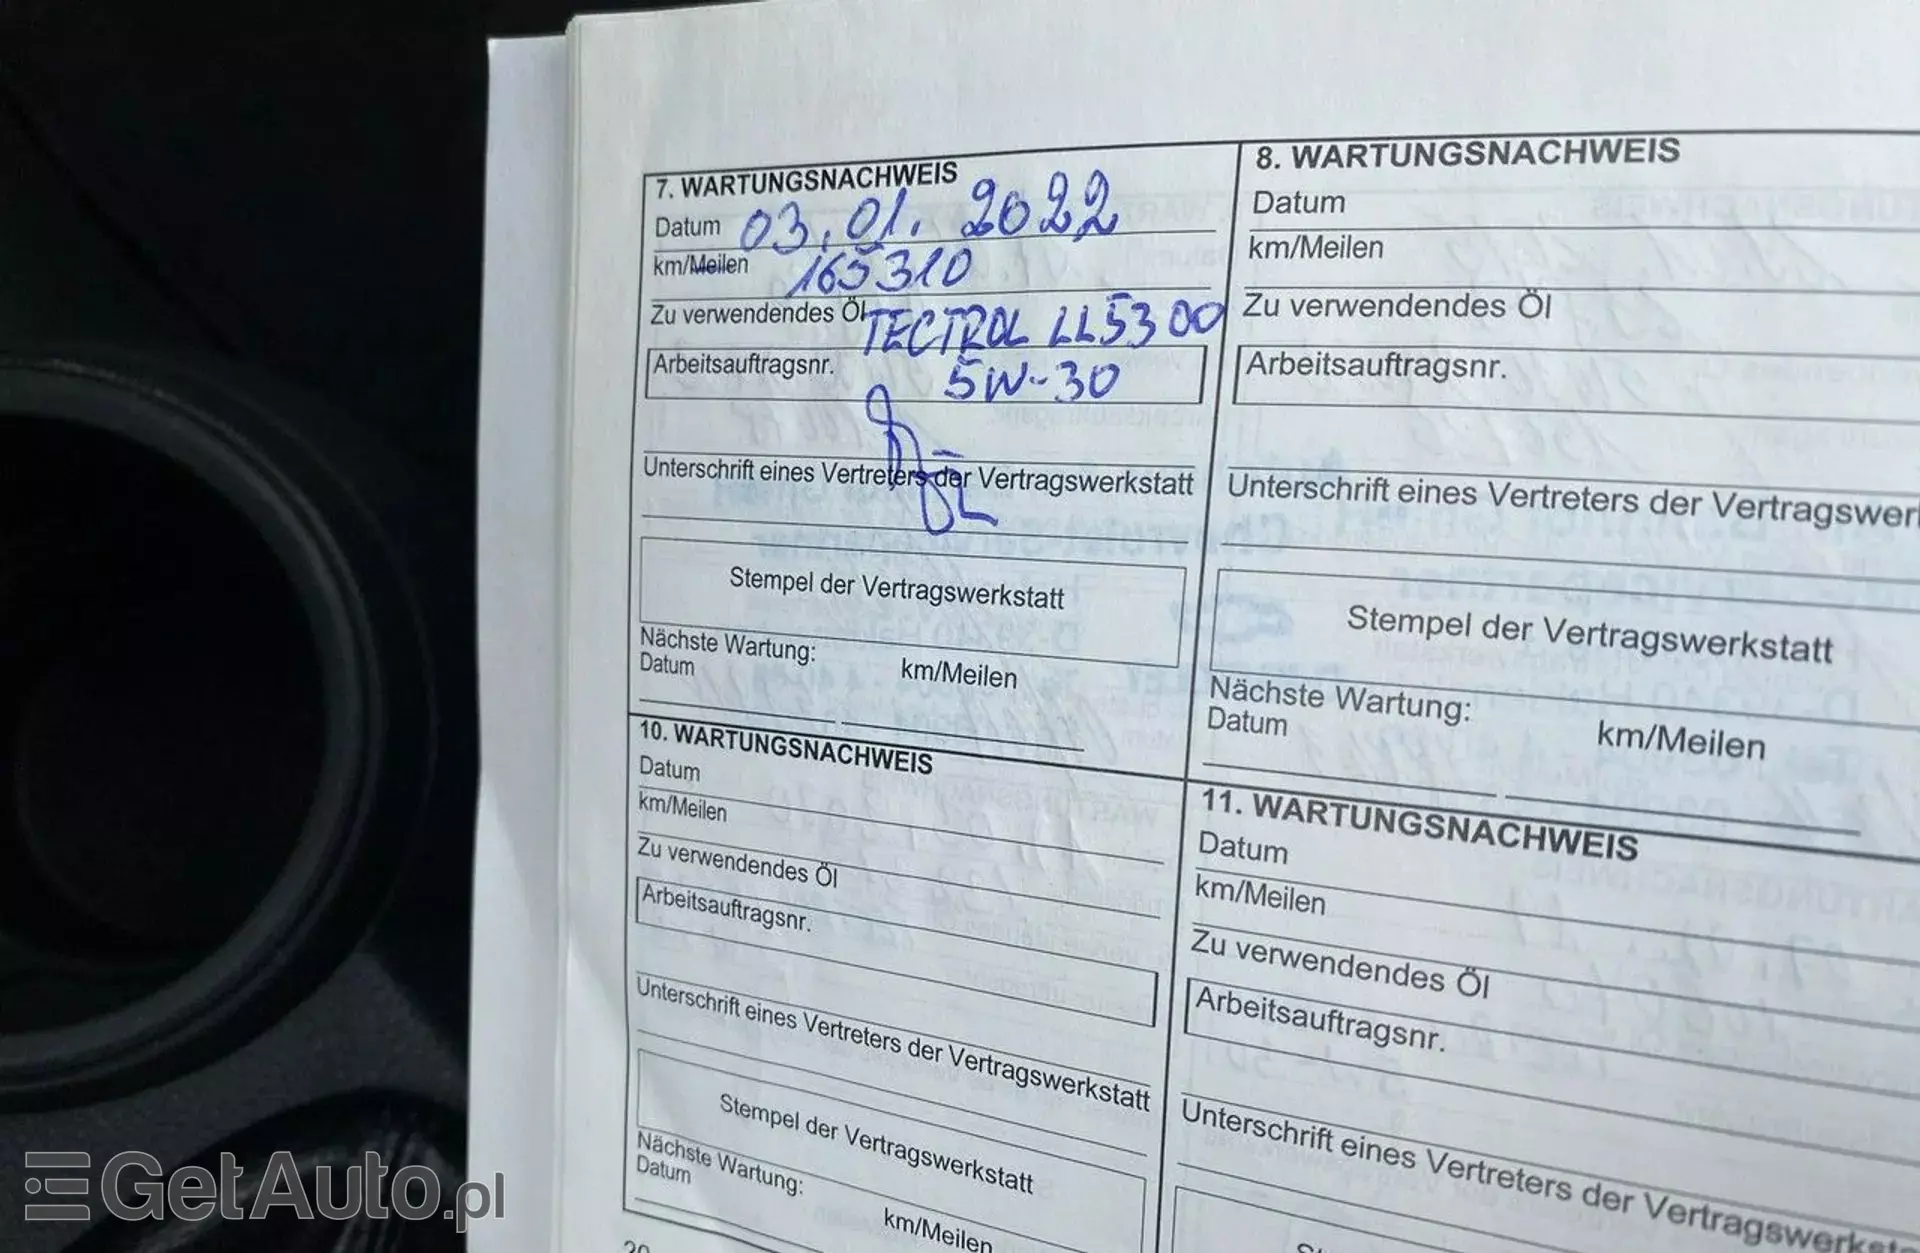 7. WARTUNGSNACHWEIS
Datum 03.01.2022
km/Meilen 165310
Zu verwendendes Öl TECTROL LL5300
Arbeitsauftragsnr. 5W-30
Unterschrift eines Vertreters der Vertragswerkstatt
Stempel der Vertragswerkstatt
Nächste Wartung:
Datum km/Meilen
8. WARTUNGSNACHWEIS
Datum
km/Meilen
Zu verwendendes Öl
Arbeitsauftragsnr.
Unterschrift eines Vertreters der Vertragswer
Stempel der Vertragswerkstatt
Nächste Wartung:
Datum km/Meilen
10. WARTUNGSNACHWEIS
Datum
km/Meilen
Zu verwendendes Öl
Arbeitsauftragsnr.
Unterschrift eines Vertreters der Vertragswerkstatt
Stempel der Vertragswerkstatt
Nächste Wartung:
Datum km/Meilen
11. WARTUNGSNACHWEIS
Datum
km/Meilen
Zu verwendendes Öl
Arbeitsauftragsnr.
Unterschrift eines Vertreters der Vertragswerkst
GetAuto.pl